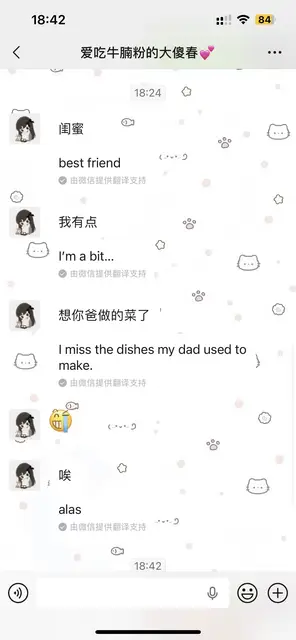 18:42
84
爱吃牛腩粉的大傻春💕
18:24
闺蜜
best friend
由微信提供翻译支持
我有点
I'm a bit...
由微信提供翻译支持
想你爸做的菜了
I miss the dishes my dad used to
make.
由微信提供翻译支持
唉
alas
由微信提供翻译支持
18:42